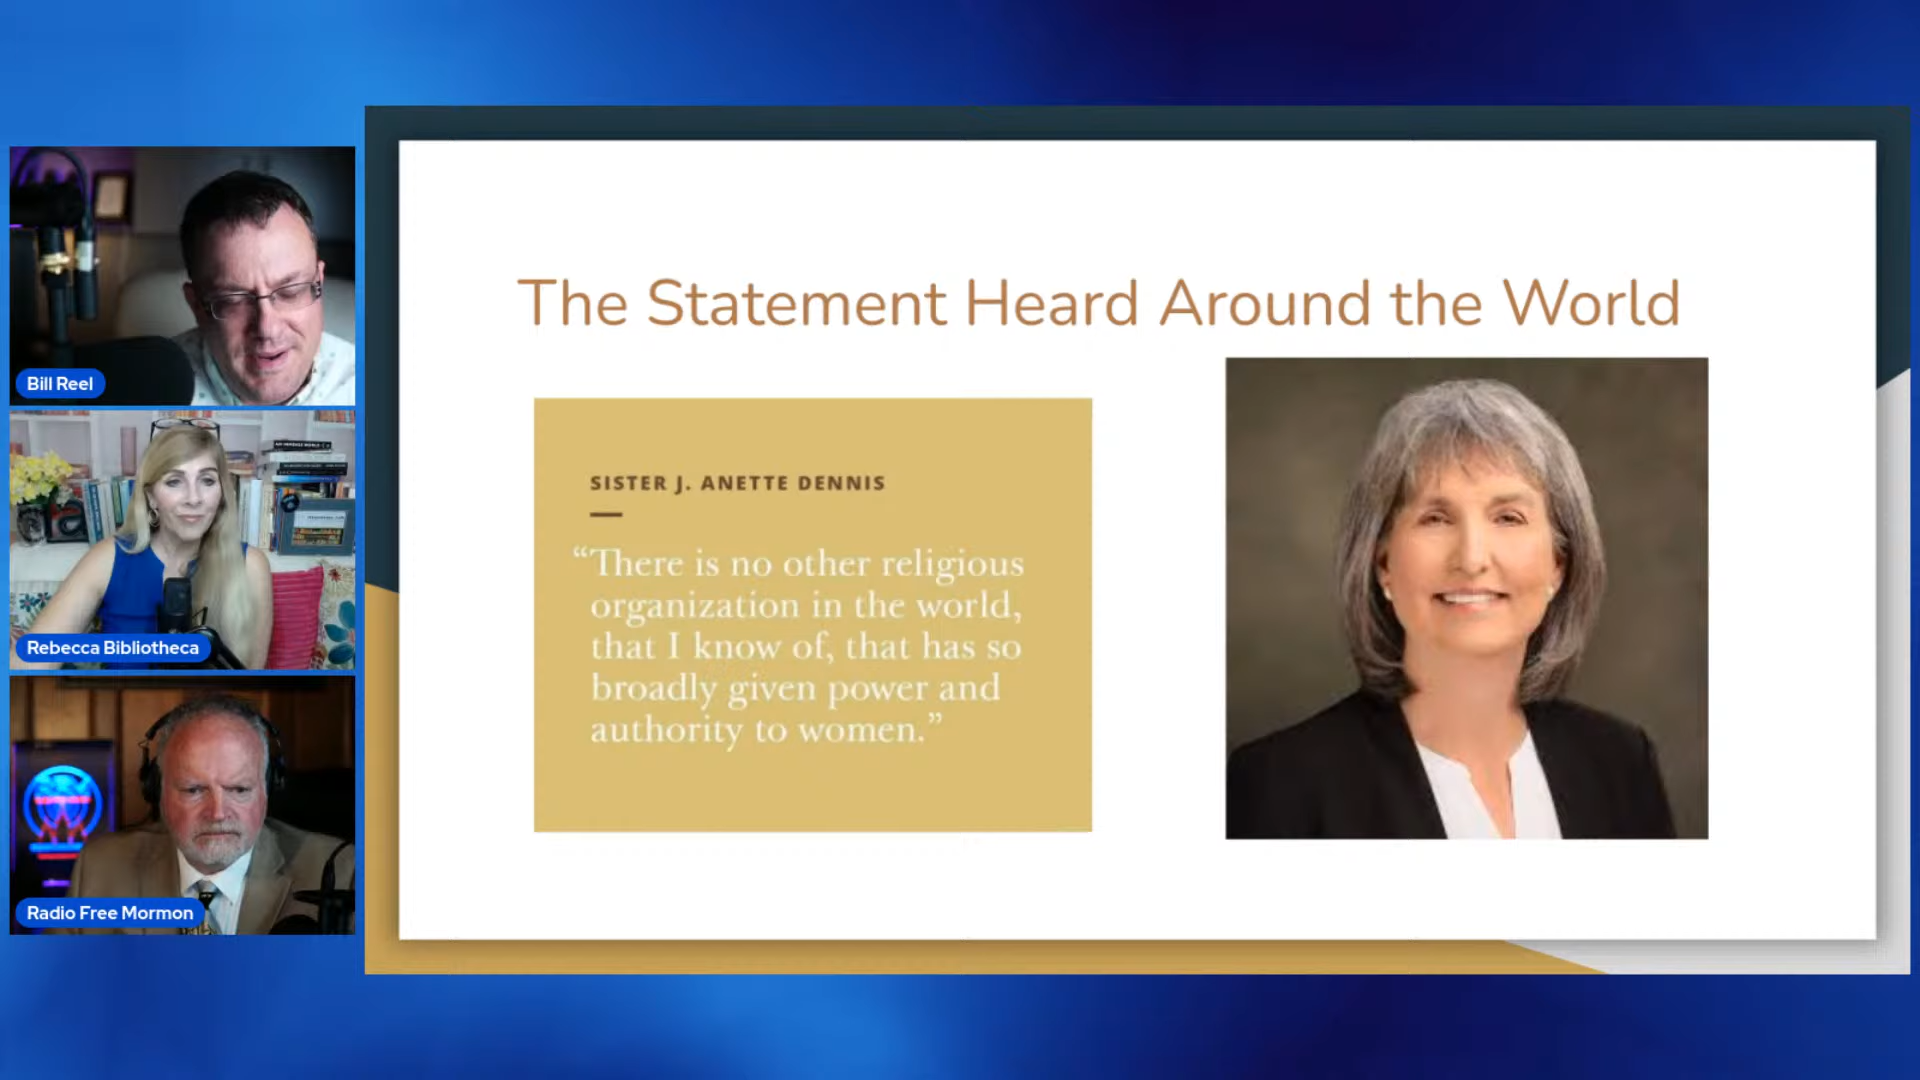 The Statement Heard Around the World
SISTER J. ANETTE DENNIS
“There is no other religious
organization in the world,
that I know of, that has so
broadly given power and
authority to women.”
Bill Reel
Rebecca Bibliotheca
Radio Free Mormon